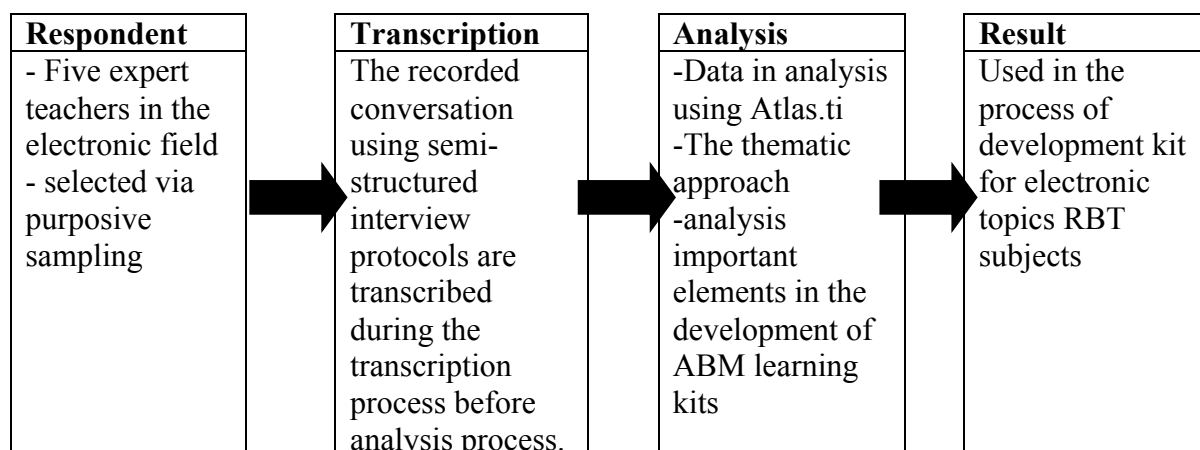 Respondent
- Five expert
teachers in the
electronic field
- selected via
purposive
sampling
Transcription
The recorded
conversation
using semi-
structured
interview
protocols are
transcribed
during the
transcription
process before
analysis process.
Analysis
-Data in analysis
using Atlas.ti
-The thematic
approach
-analysis
important
elements in the
development of
ABM learning
kits
Result
Used in the
process of
development kit
for electronic
topics RBT
subjects